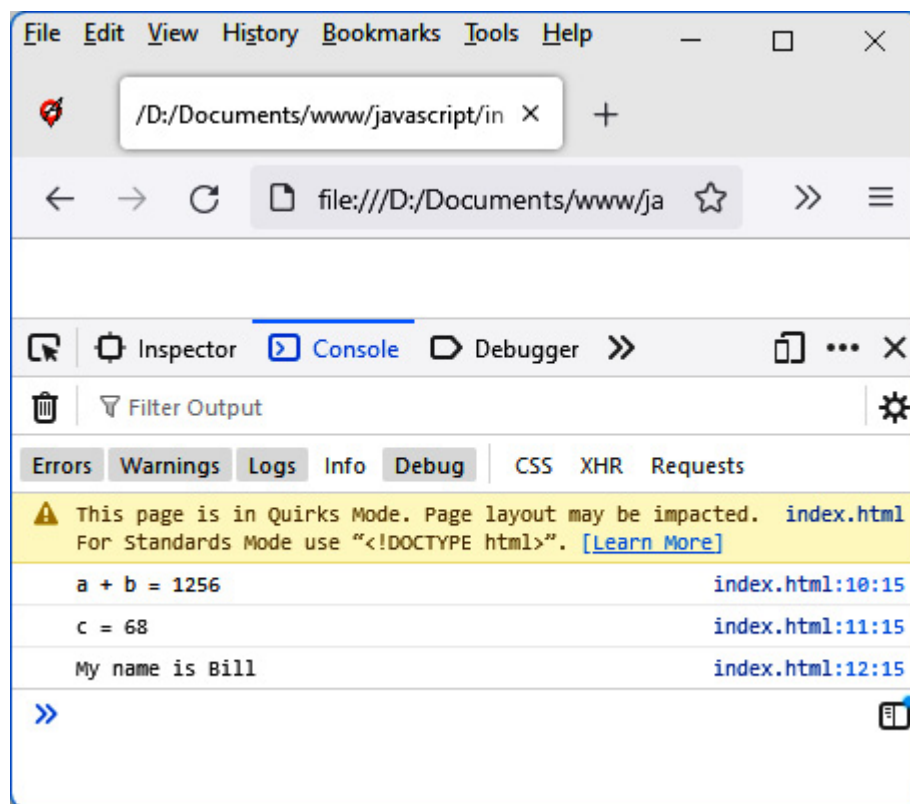 File Edit View History Bookmarks Tools Help
/D:/Documents/www/javascript/in
file:///D:/Documents/www/ja
Inspector Console Debugger
Filter Output
Errors Warnings Logs Info Debug CSS XHR Requests
This page is in Quirks Mode. Page layout may be impacted. index.html
For Standards Mode use “<!DOCTYPE html>”. [Learn More]
a + b = 1256 index.html:10:15
c = 68 index.html:11:15
My name is Bill index.html:12:15